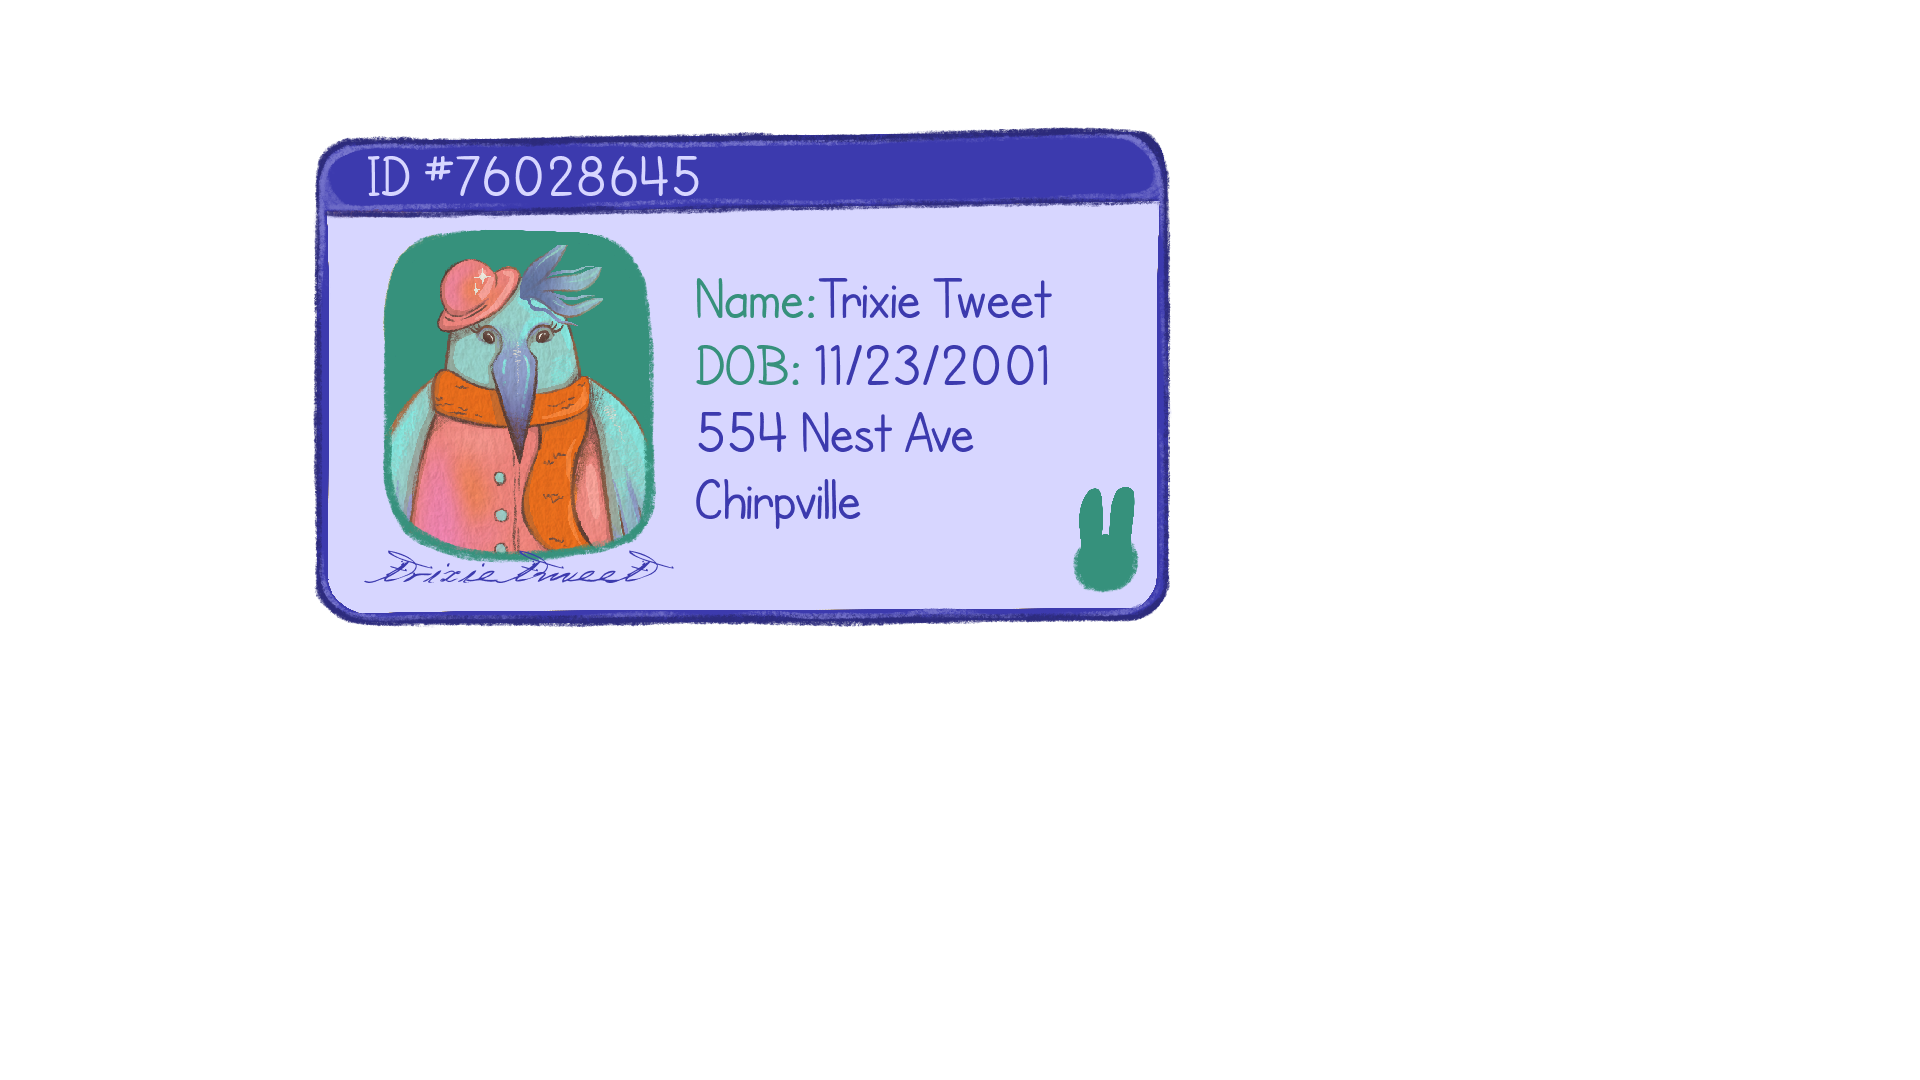 ID #76028645
Name: Trixie Tweet
DOB: 11/23/2001
554 Nest Ave
Chirpville
trixie tweet